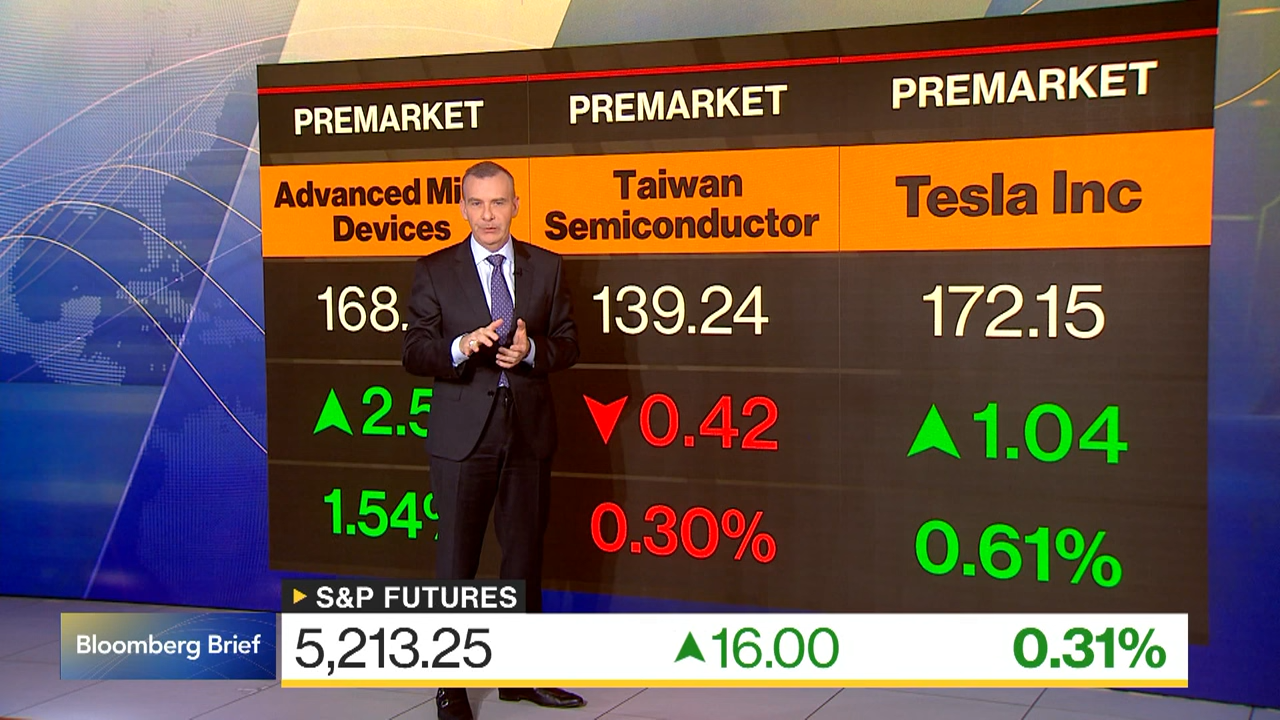 PREMARKET
PREMARKET
PREMARKET
Advanced
Devices
Taiwan
Semiconductor
Tesla Inc
168.
139.24
172.15
▲2.5
▼0.42
▲1.04
1.54%
0.30%
0.61%
▶ S&P FUTURES
Bloomberg Brief
5,213.25
▲16.00
0.31%